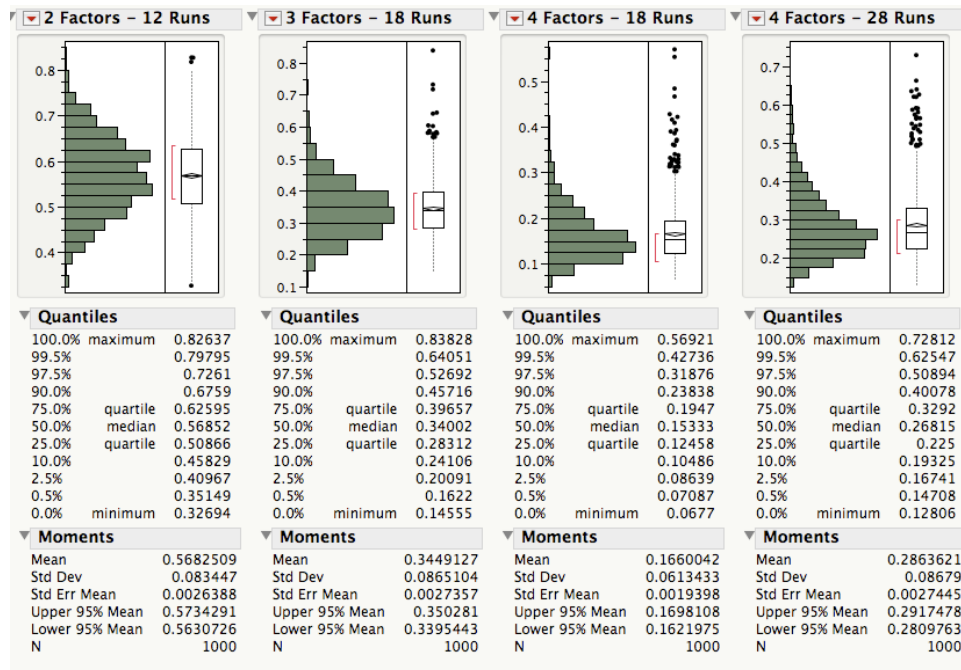 2 Factors – 12 Runs
0.8
0.7
0.6
0.5
0.4
Quantiles
100.0% maximum 0.82637
99.5% 0.79795
97.5% 0.7261
90.0% 0.6759
75.0% quartile 0.62595
50.0% median 0.56852
25.0% quartile 0.50866
10.0% 0.45829
2.5% 0.40967
0.5% 0.35149
0.0% minimum 0.32694
Moments
Mean 0.5682509
Std Dev 0.083447
Std Err Mean 0.0026388
Upper 95% Mean 0.5734291
Lower 95% Mean 0.5630726
N 1000
3 Factors – 18 Runs
0.8
0.7
0.6
0.5
0.4
0.3
0.2
0.1
Quantiles
100.0% maximum 0.83828
99.5% 0.64051
97.5% 0.52692
90.0% 0.45716
75.0% quartile 0.39657
50.0% median 0.34002
25.0% quartile 0.28312
10.0% 0.24106
2.5% 0.20091
0.5% 0.1622
0.0% minimum 0.14555
Moments
Mean 0.3449127
Std Dev 0.0865104
Std Err Mean 0.0027357
Upper 95% Mean 0.350281
Lower 95% Mean 0.3395443
N 1000
4 Factors – 18 Runs
0.5
0.4
0.3
0.2
0.1
Quantiles
100.0% maximum 0.56921
99.5% 0.42736
97.5% 0.31876
90.0% 0.23838
75.0% quartile 0.1947
50.0% median 0.15333
25.0% quartile 0.12458
10.0% 0.10486
2.5% 0.08639
0.5% 0.07087
0.0% minimum 0.0677
Moments
Mean 0.1660042
Std Dev 0.0613433
Std Err Mean 0.0019398
Upper 95% Mean 0.1698108
Lower 95% Mean 0.1621975
N 1000
4 Factors – 28 Runs
0.7
0.6
0.5
0.4
0.3
0.2
Quantiles
100.0% maximum 0.72812
99.5% 0.62547
97.5% 0.50894
90.0% 0.40078
75.0% quartile 0.3292
50.0% median 0.26815
25.0% quartile 0.225
10.0% 0.19325
2.5% 0.16741
0.5% 0.14708
0.0% minimum 0.12806
Moments
Mean 0.2863621
Std Dev 0.08679
Std Err Mean 0.0027445
Upper 95% Mean 0.2917478
Lower 95% Mean 0.2809763
N 1000